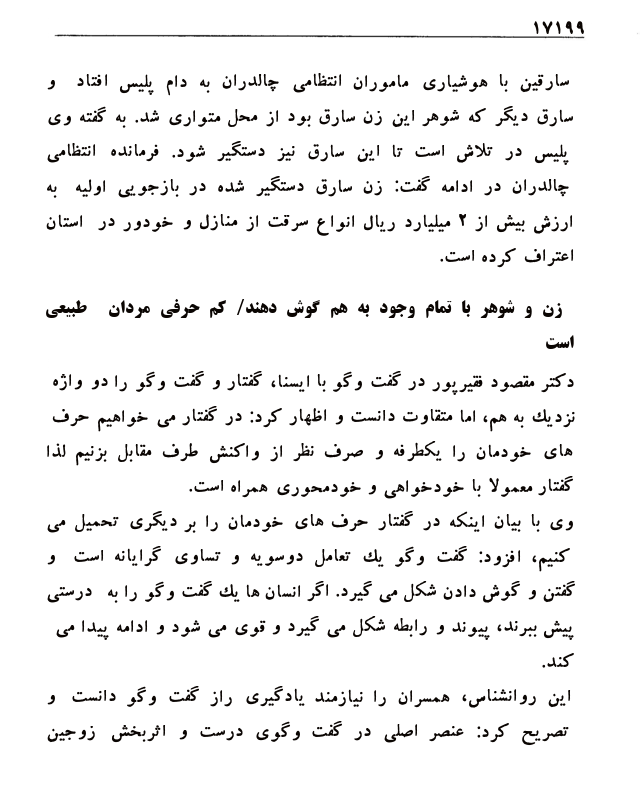 ۱۷۱۹۹
سارقین با هوشیاری ماموران انتظامی چالدران به دام پلیس افتاد و
سارق دیگر که شوهر این زن سارق بود از محل متواری شد. به گفته وی
پلیس در تلاش است تا این سارق نیز دستگیر شود. فرمانده انتظامی
چالدران در ادامه گفت: زن سارق دستگیر شده در بازجویی اولیه به
ارزش بیش از ۲ میلیارد ریال انواع سرقت از منازل و خودور در استان
اعتراف کرده است.
زن و شوهر با تمام وجود به هم گوش دهند/ کم حرفی مردان طبیعی
است
دکتر مقصود فقیرپور در گفت وگو با ایسنا، گفتار و گفت وگو را دو واژه
نزدیك به هم، اما متفاوت دانست و اظهار کرد: در گفتار می خواهیم حرف
های خودمان را یکطرفه و صرف نظر از واکنش طرف مقابل بزنیم لذا
گفتار معمولا با خودخواهی و خودمحوری همراه است.
وی با بیان اینکه در گفتار حرف های خودمان را بر دیگری تحمیل می
کنیم، افزود: گفت وگو یك تعامل دوسویه و تساوی گرایانه است و
گفتن و گوش دادن شکل می گیرد. اگر انسان ها یك گفت وگو را به درستی
پیش ببرند، پیوند و رابطه شکل می گیرد و قوی می شود و ادامه پیدا می
کند.
این روانشناس، همسران را نیازمند یادگیری راز گفت وگو دانست و
تصریح کرد: عنصر اصلی در گفت وگوی درست و اثربخش زوجین